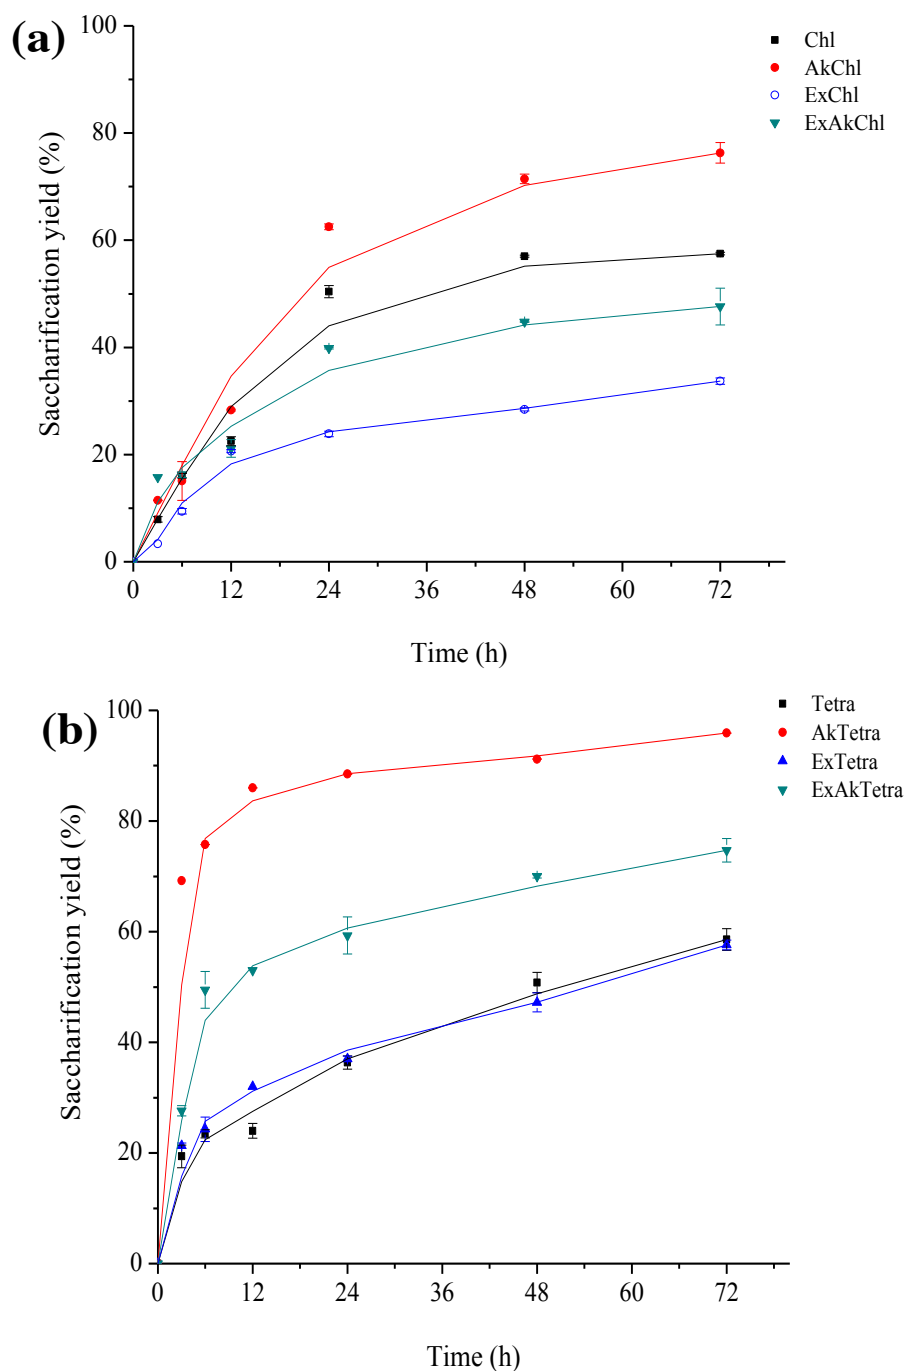 (a)
Saccharification yield (%)
100
80
60
40
20
0
Chl
AkChl
ExChl
ExAkChl
0 12 24 36 48 60 72
Time (h)
(b)
Saccharification yield (%)
100
80
60
40
20
0
Tetra
AkTetra
ExTetra
ExAkTetra
0 12 24 36 48 60 72
Time (h)